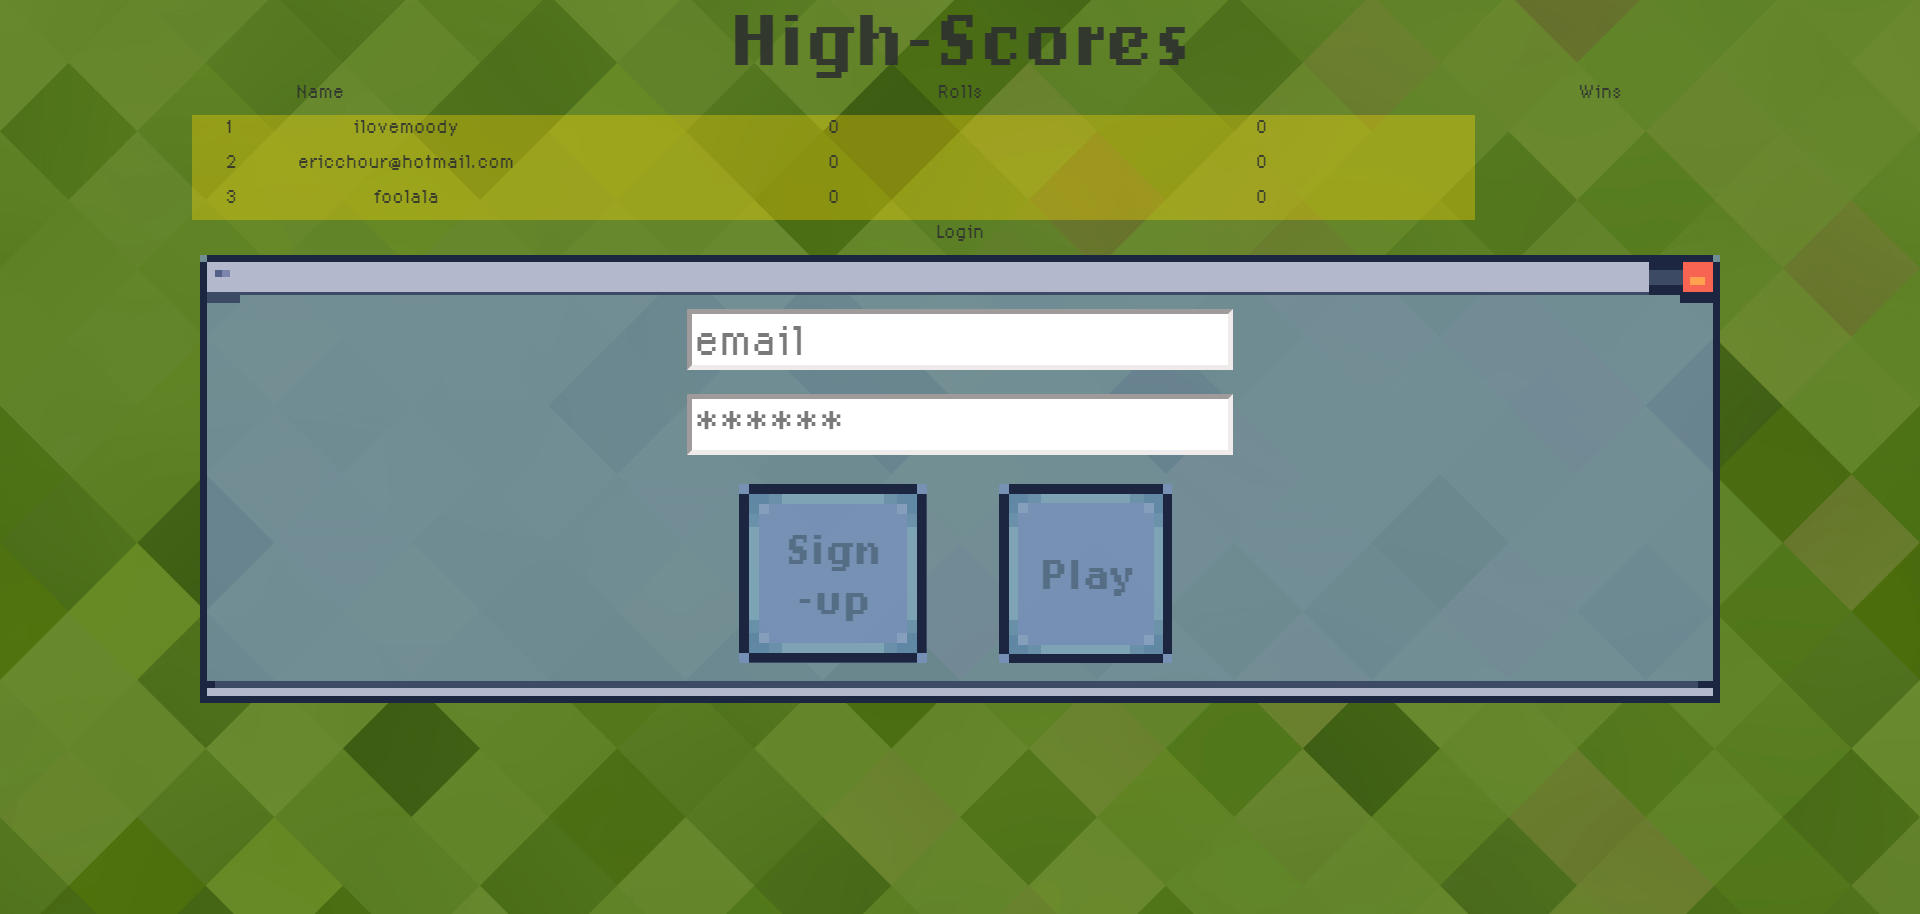 High-Scores
Name Rolls Wins
1 ilovemoody 0 0
2 ericchour@hotmail.com 0 0
3 foolala 0 0
Login
email
******
Sign
-up
Play